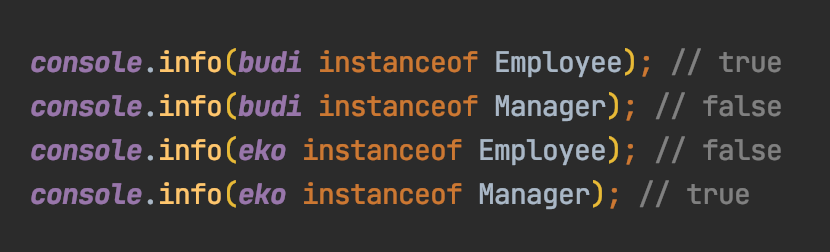 console.info(budi instanceof Employee); // true
console.info(budi instanceof Manager); // false
console.info(eko instanceof Employee); // false
console.info(eko instanceof Manager); // true